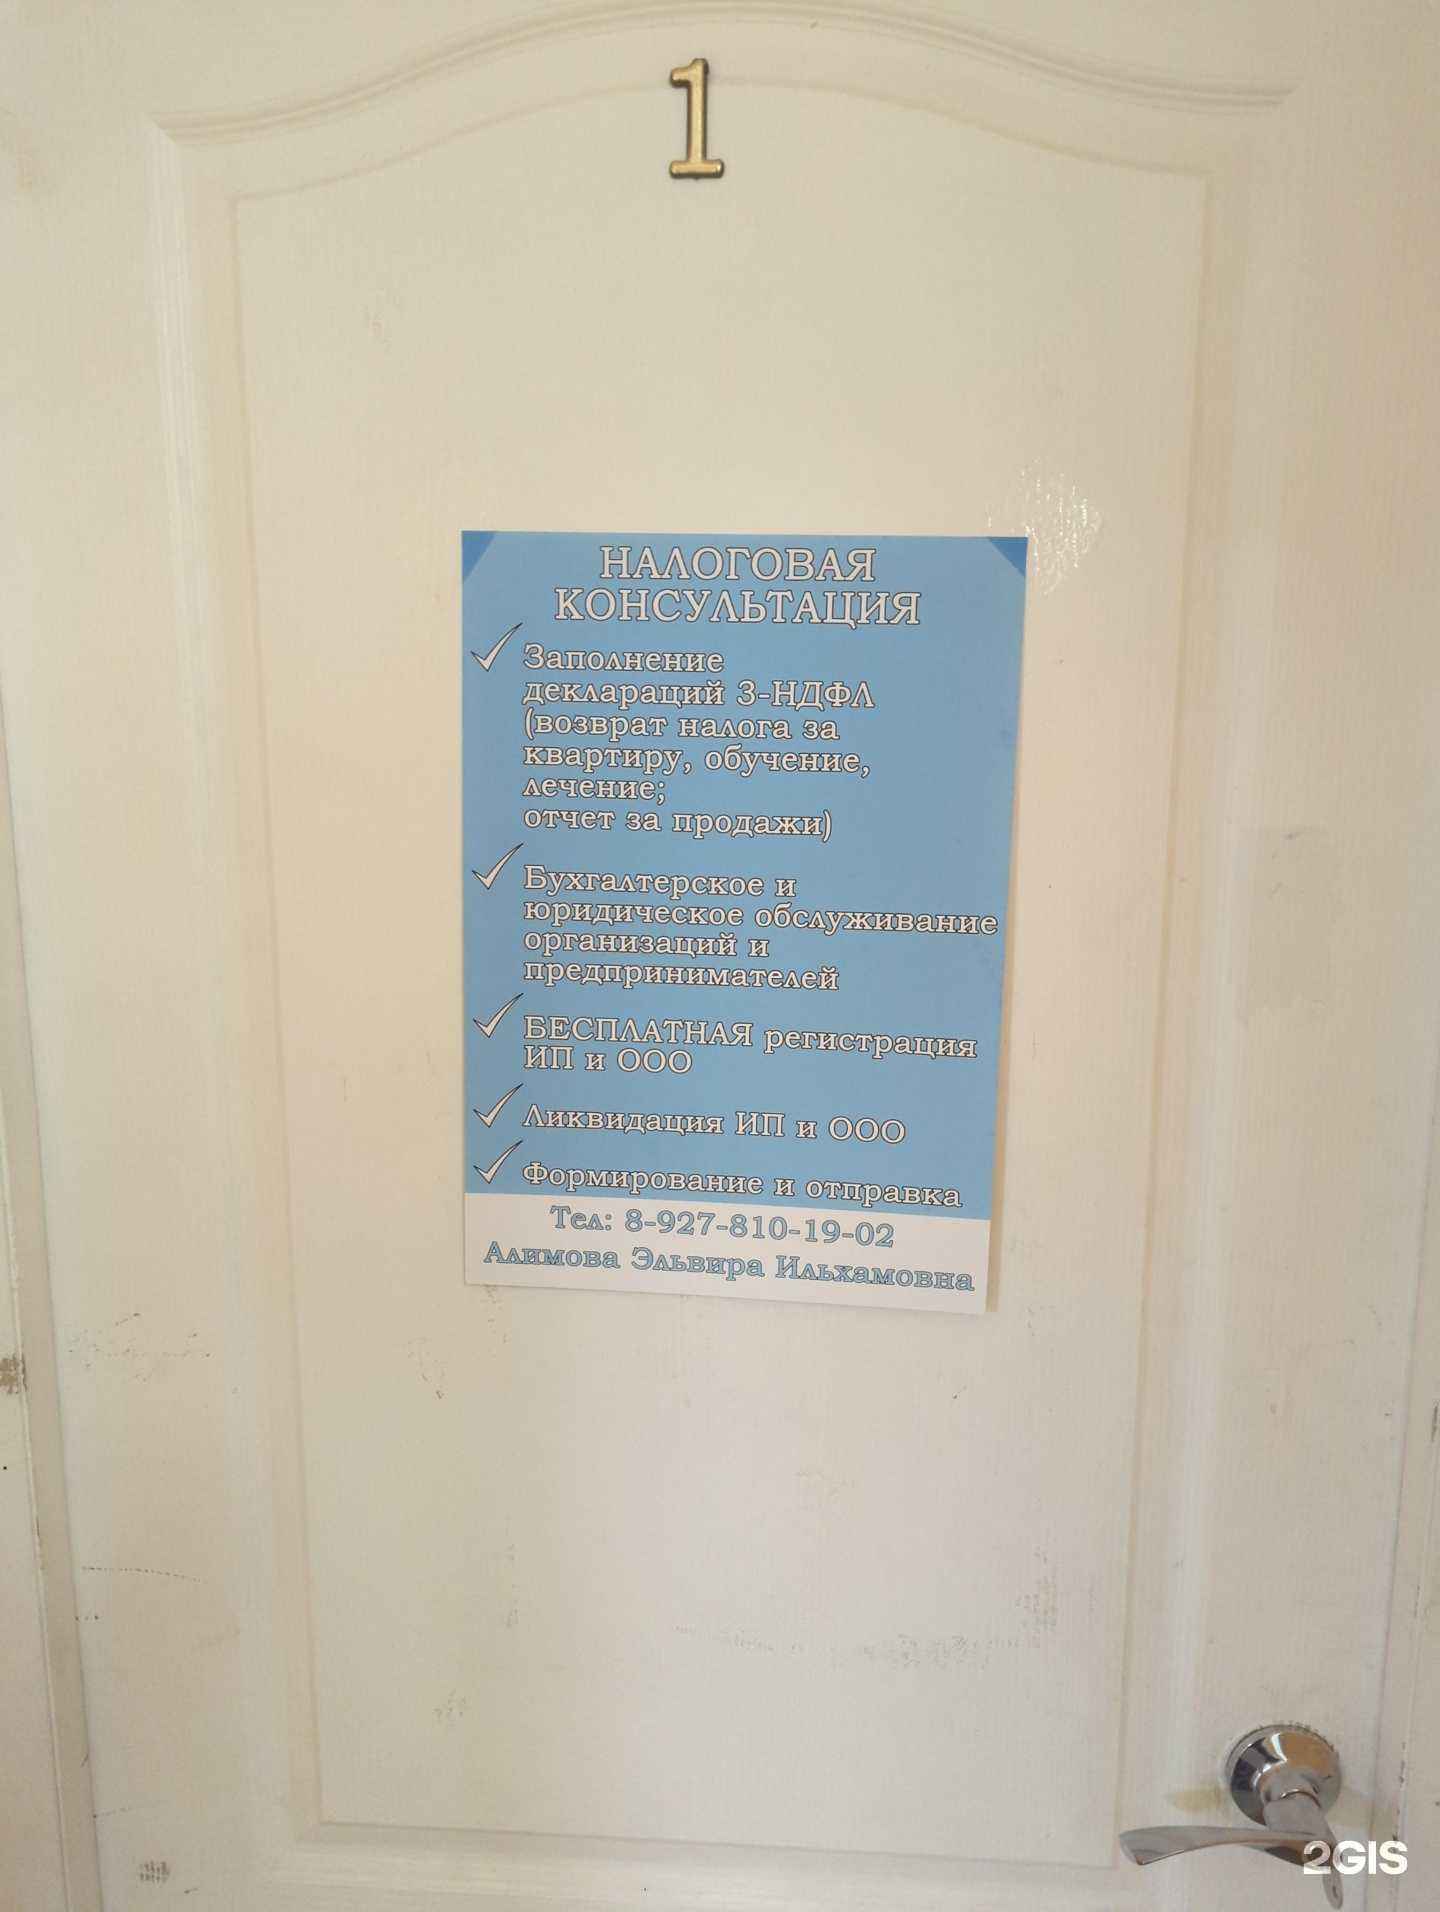 1
НАЛОГОВАЯ
КОНСУЛЬТАЦИЯ
Заполнение
деклараций 3-НДФЛ
(возврат налога за
квартиру, обучение,
лечение;
отчет за продажи)
Бухгалтерское и
юридическое обслуживание
организаций и
предпринимателей
БЕСПЛАТНАЯ регистрация
ИП и ООО
Ликвидация ИП и ООО
Формирование и отправка
Тел: 8-927-810-19-02
Алимова Эльвира Ильхамовна
2GIS